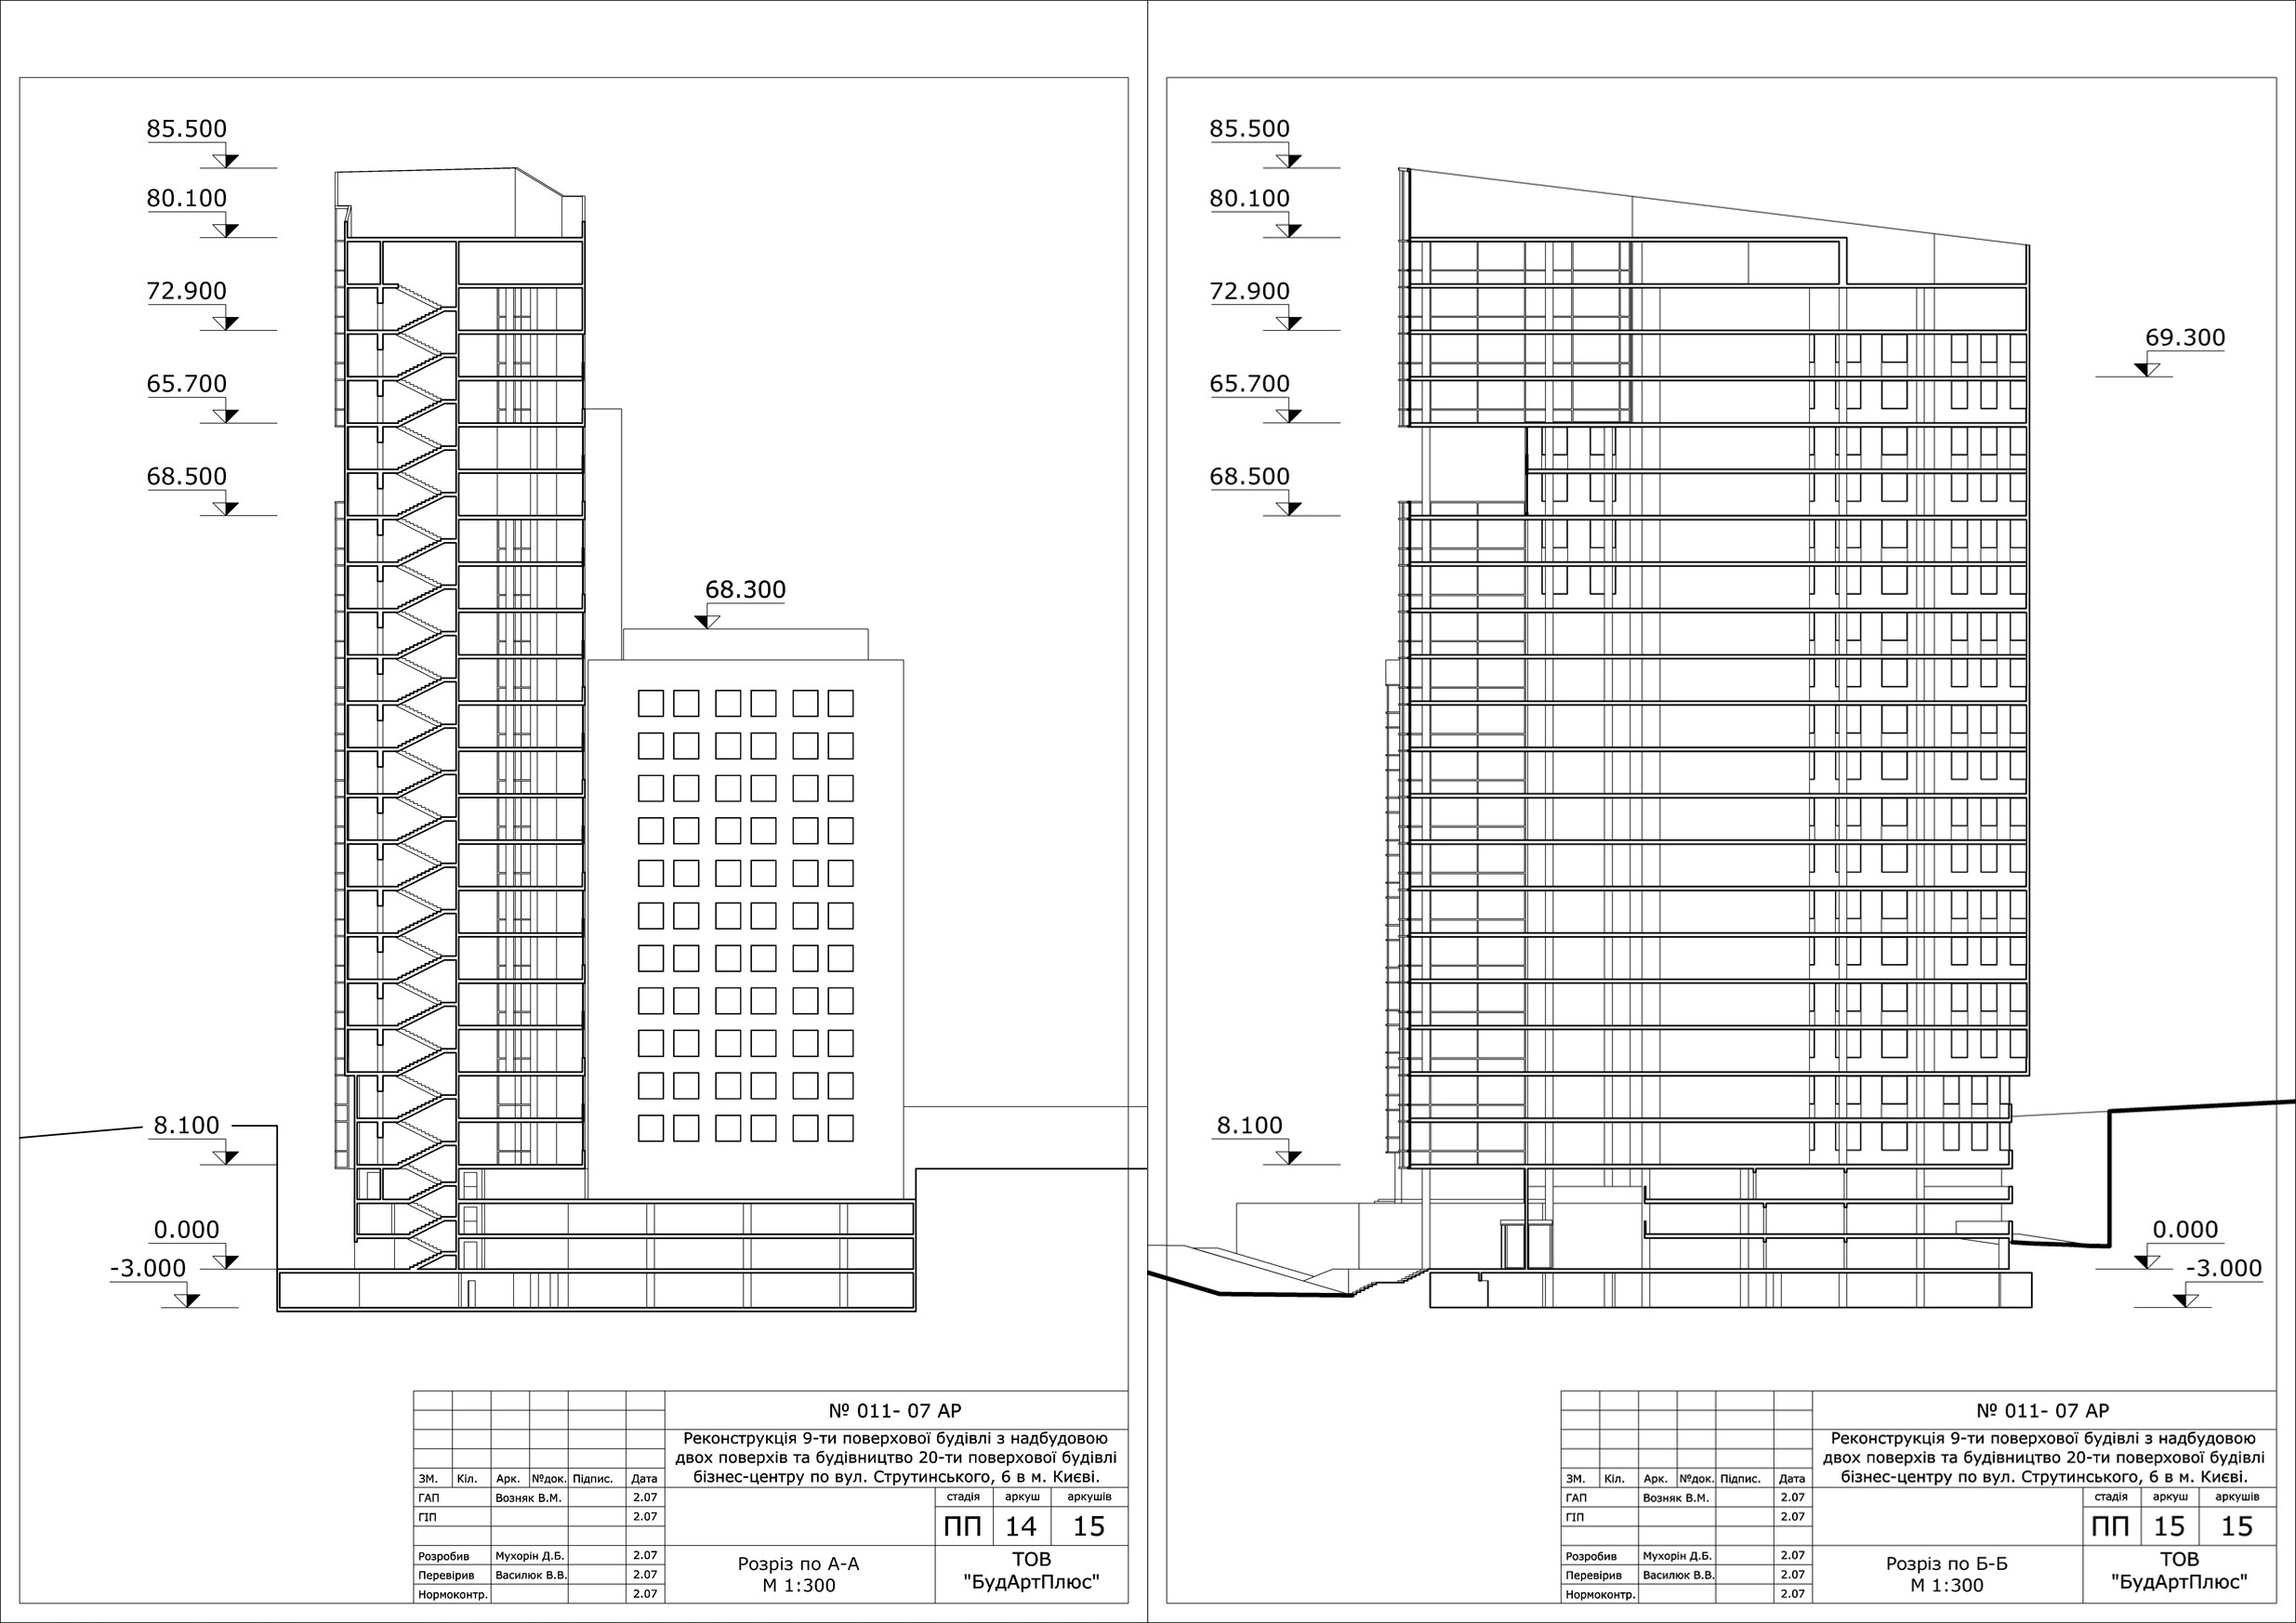 85.500
80.100
72.900
65.700
68.500
68.300
8.100
0.000
-3.000
№ 011- 07 АР
Реконструкція 9-ти поверхової будівлі з надбудовою
двох поверхів та будівництво 20-ти поверхової будівлі
бізнес-центру по вул. Струтинського, 6 в м. Києві.
ЗМ. Кіл. Арк. №док. Підпис. Дата
стадія аркуш аркушів
ГАП Возняк В.М. 2.07
ГІП 2.07
ПП 14 15
Розробив Мухорін Д.Б. 2.07
Перевірив Василюк В.В. 2.07
Нормоконтр. 2.07
Розріз по А-А
М 1:300
ТОВ
"БудАртПлюс"
85.500
80.100
72.900
69.300
65.700
68.500
8.100
0.000
-3.000
№ 011- 07 АР
Реконструкція 9-ти поверхової будівлі з надбудовою
двох поверхів та будівництво 20-ти поверхової будівлі
бізнес-центру по вул. Струтинського, 6 в м. Києві.
ЗМ. Кіл. Арк. №док. Підпис. Дата
стадія аркуш аркушів
ГАП Возняк В.М. 2.07
ГІП 2.07
ПП 15 15
Розробив Мухорін Д.Б. 2.07
Перевірив Василюк В.В. 2.07
Нормоконтр. 2.07
Розріз по Б-Б
М 1:300
ТОВ
"БудАртПлюс"